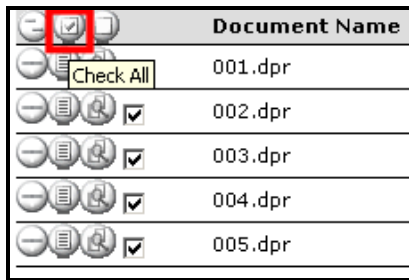 Document Name
001.dpr
Check All
002.dpr
003.dpr
004.dpr
005.dpr